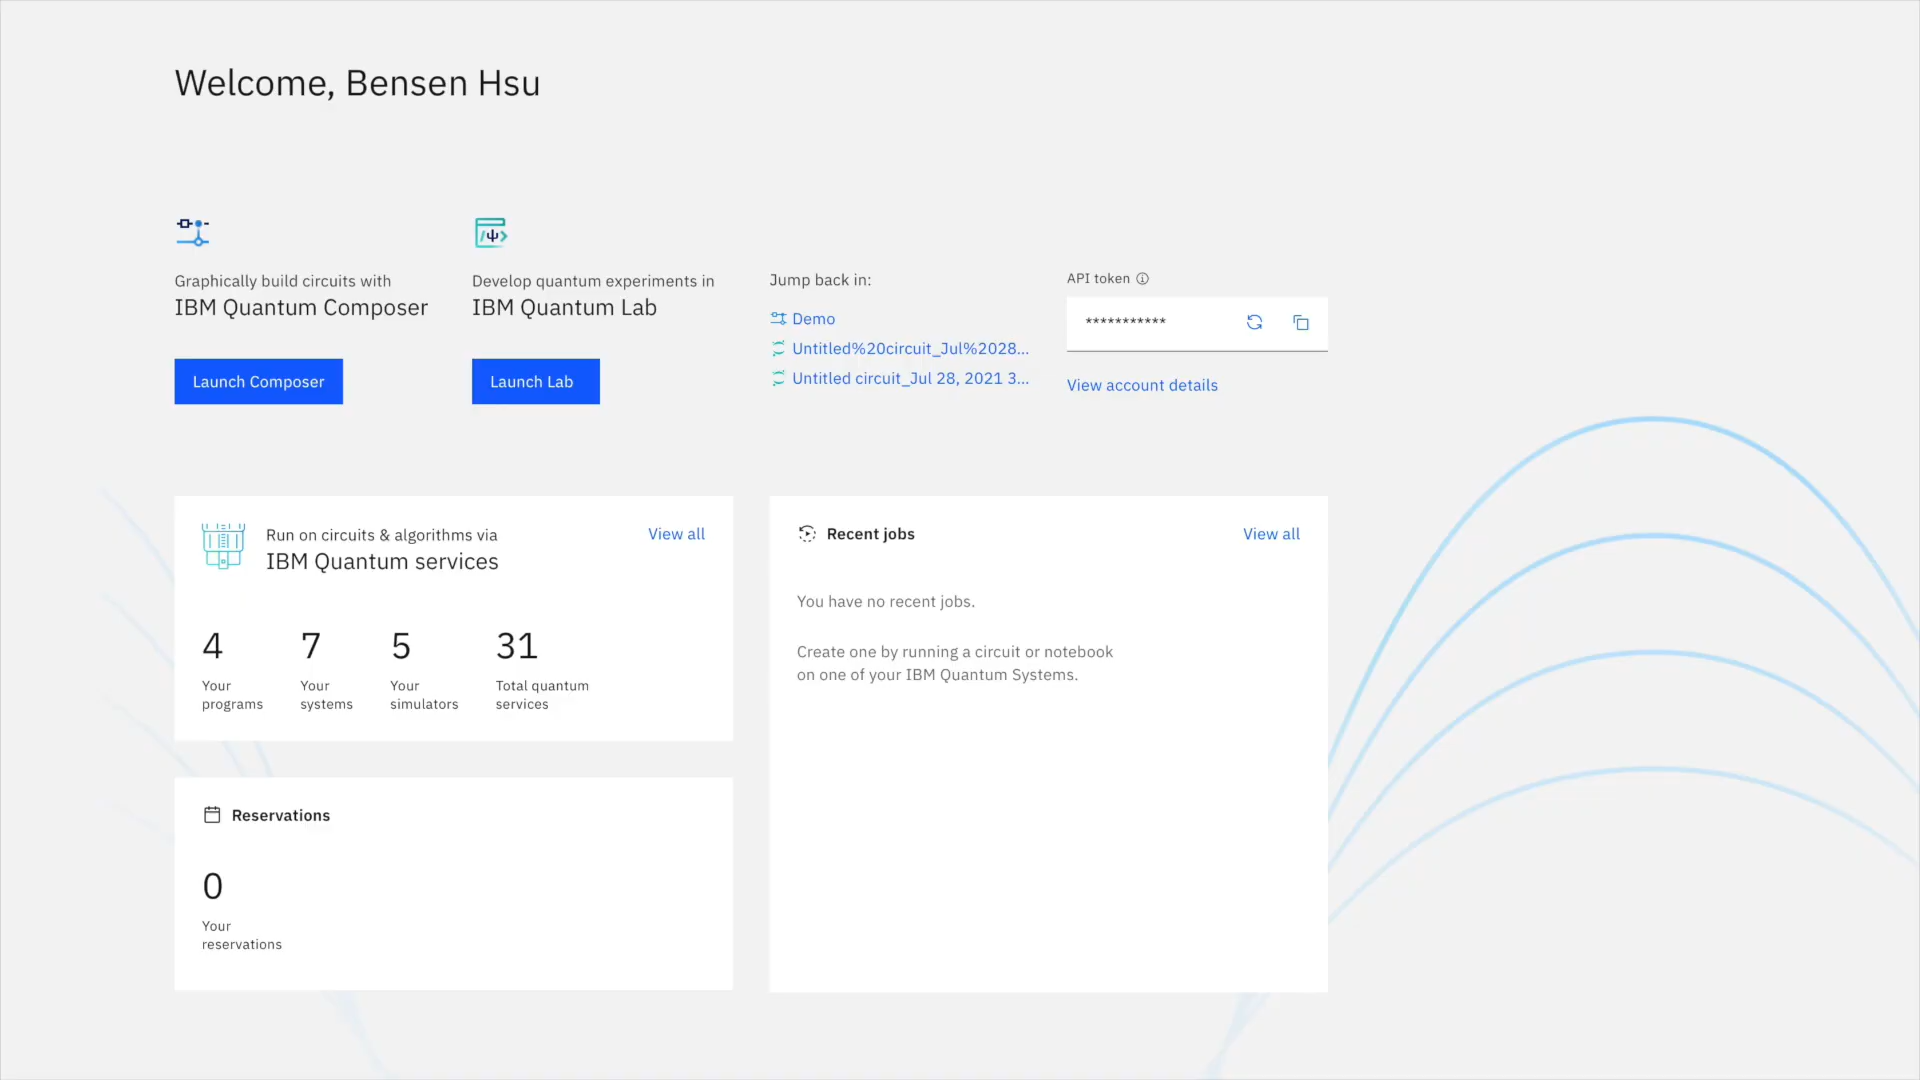 Welcome, Bensen Hsu
Graphically build circuits with
IBM Quantum Composer
Launch Composer
Develop quantum experiments in
IBM Quantum Lab
Launch Lab
Jump back in:
Demo
Untitled%20circuit_Jul%2028...
Untitled circuit_Jul 28, 2021 3...
API token
***********
View account details
Run on circuits & algorithms via
IBM Quantum services
View all
4
Your
programs
7
Your
systems
5
Your
simulators
31
Total quantum
services
Reservations
0
Your
reservations
Recent jobs
View all
You have no recent jobs.
Create one by running a circuit or notebook
on one of your IBM Quantum Systems.